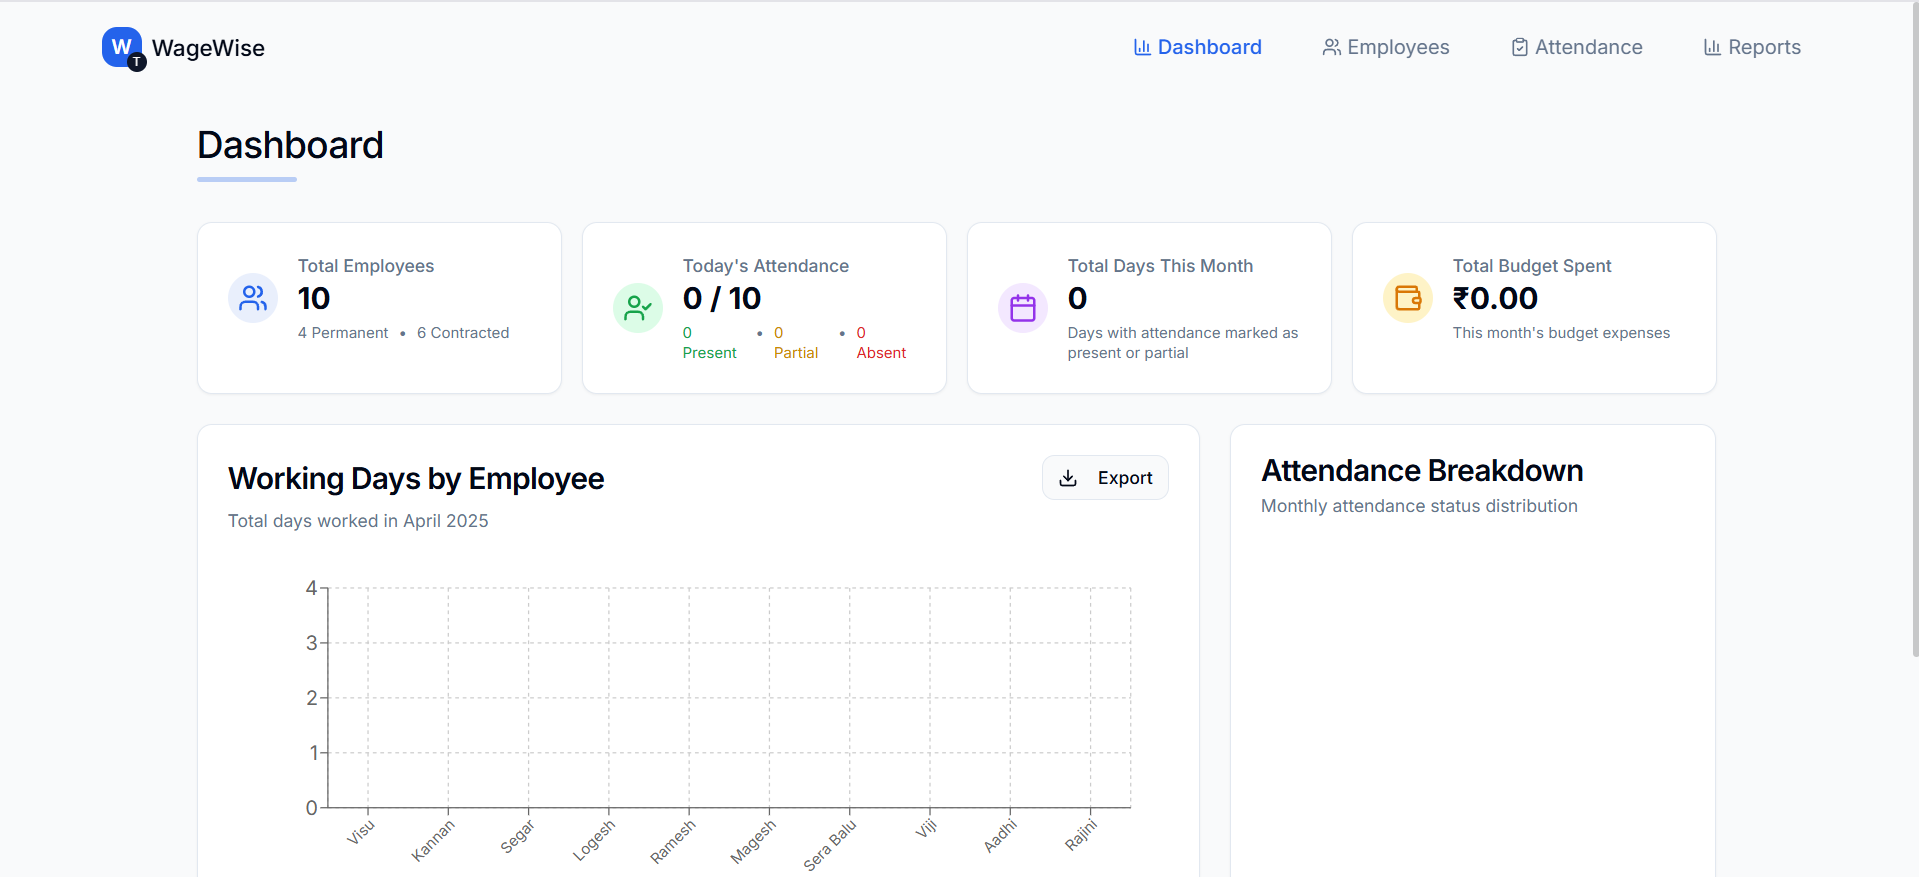 W
T
WageWise
Dashboard
Employees
Attendance
Reports
Dashboard
Total Employees
10
4 Permanent • 6 Contracted
Today's Attendance
0 / 10
0 Present • 0 Partial • 0 Absent
Total Days This Month
0
Days with attendance marked as
present or partial
Total Budget Spent
₹0.00
This month's budget expenses
Working Days by Employee
Total days worked in April 2025
Export
4
3
2
1
0
Visu
Kannan
Segar
Logesh
Ramesh
Magesh
Sera Balu
Viji
Aadhi
Rajini
Attendance Breakdown
Monthly attendance status distribution